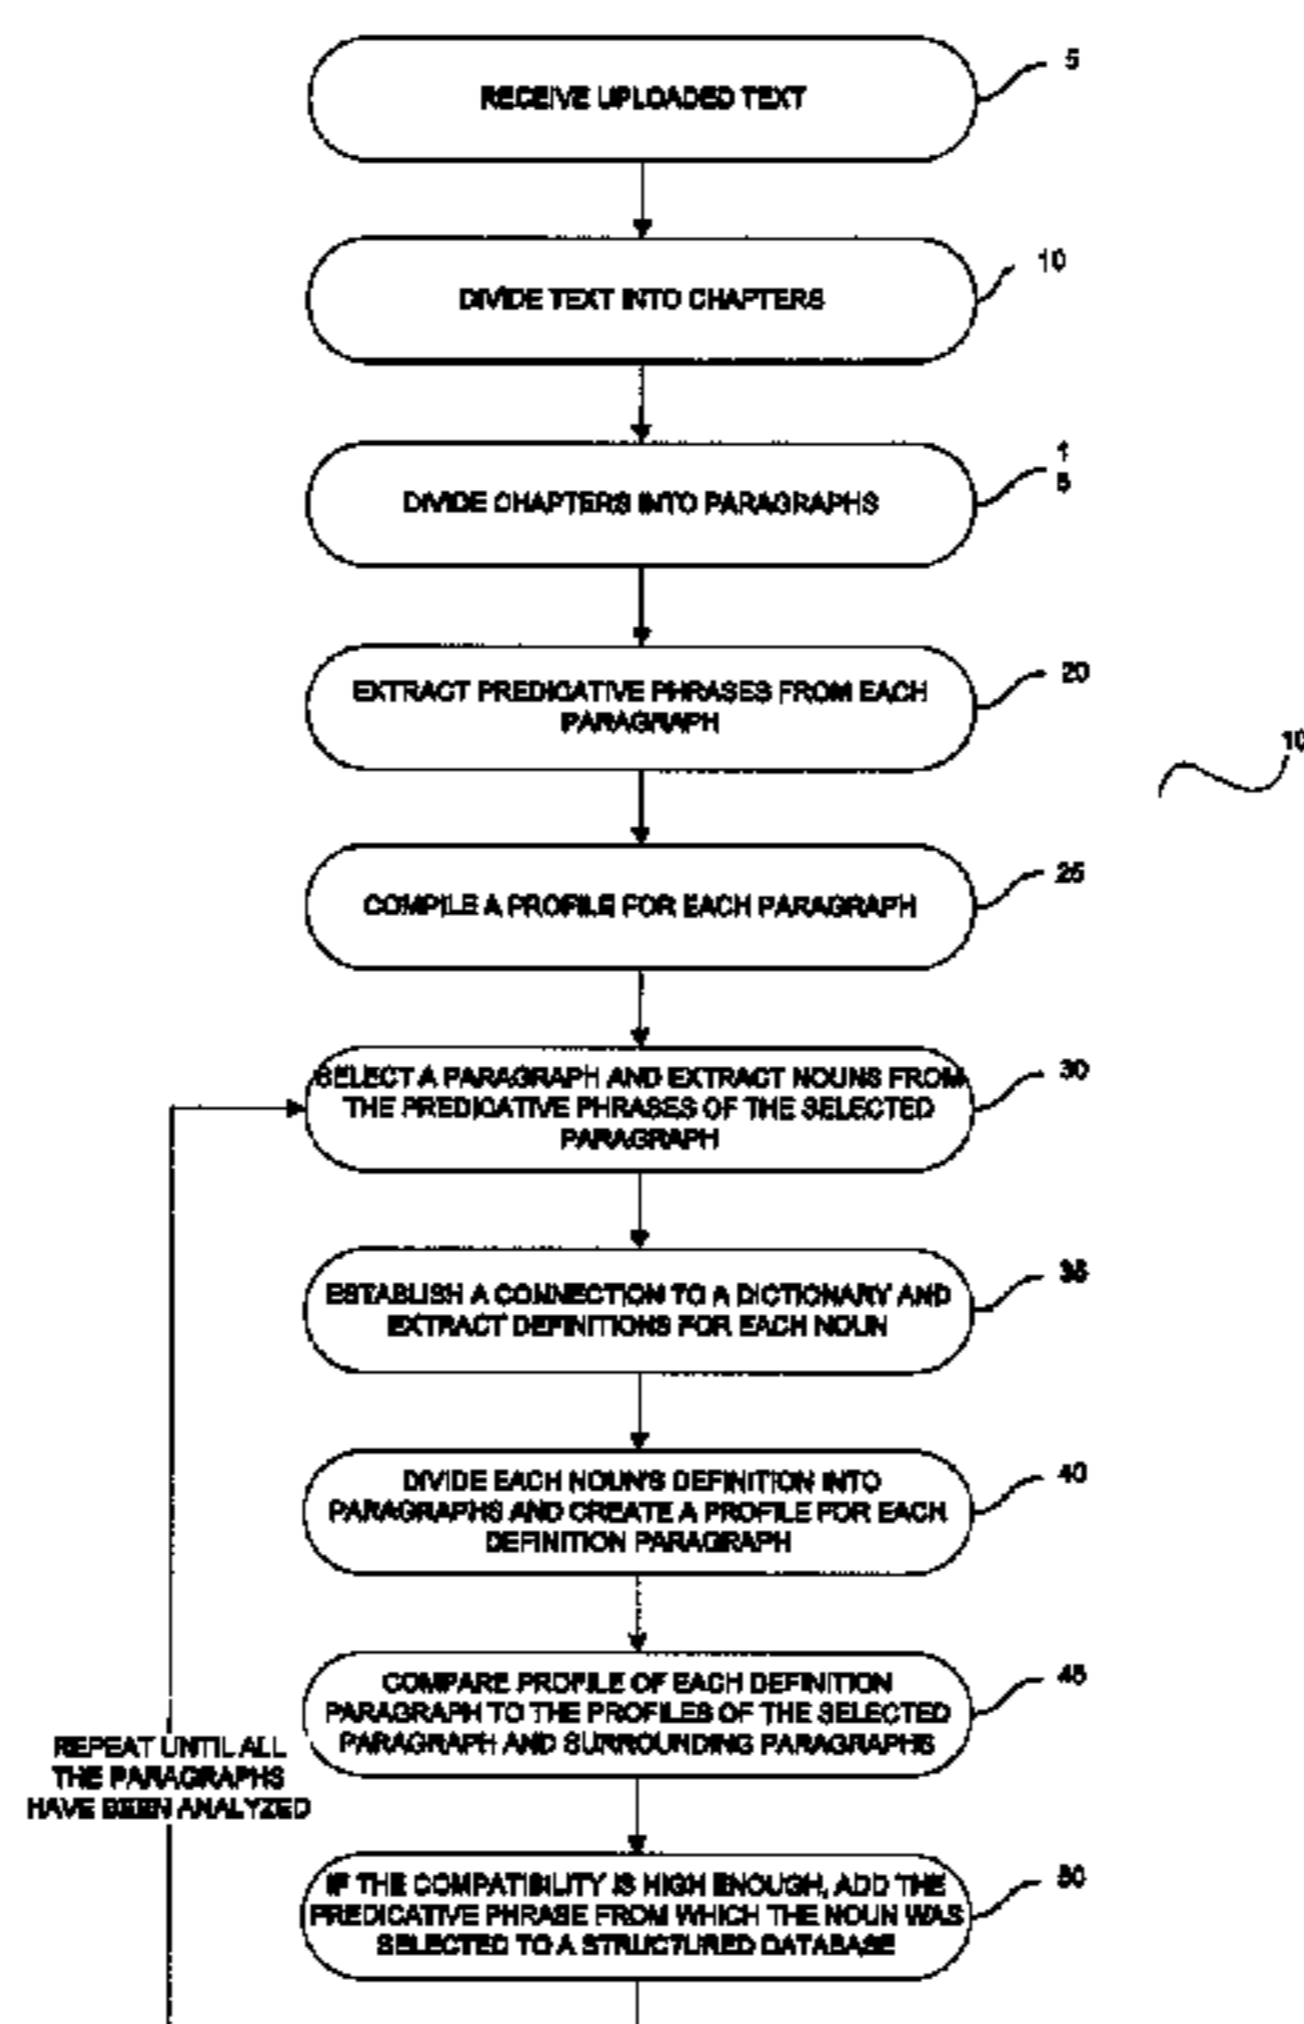 RECEIVE UPLOADED TEXT
5
DIVIDE TEXT INTO CHAPTERS
10
DIVIDE CHAPTERS INTO PARAGRAPHS
1
5
EXTRACT PREDICATIVE PHRASES FROM EACH
PARAGRAPH
20
10
COMPILE A PROFILE FOR EACH PARAGRAPH
25
SELECT A PARAGRAPH AND EXTRACT NOUNS FROM
THE PREDICATIVE PHRASES OF THE SELECTED
PARAGRAPH
30
ESTABLISH A CONNECTION TO A DICTIONARY AND
EXTRACT DEFINITIONS FOR EACH NOUN
35
DIVIDE EACH NOUN'S DEFINITION INTO
PARAGRAPHS AND CREATE A PROFILE FOR EACH
DEFINITION PARAGRAPH
40
COMPARE PROFILE OF EACH DEFINITION
PARAGRAPH TO THE PROFILES OF THE SELECTED
PARAGRAPH AND SURROUNDING PARAGRAPHS
45
REPEAT UNTIL ALL
THE PARAGRAPHS
HAVE BEEN ANALYZED
IF THE COMPATIBILITY IS HIGH ENOUGH, ADD THE
PREDICATIVE PHRASE FROM WHICH THE NOUN WAS
SELECTED TO A STRUCTURED DATABASE
50